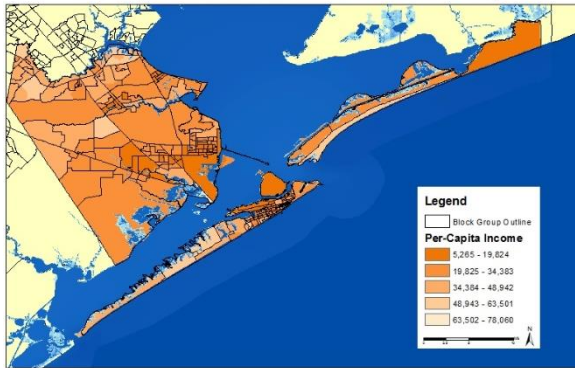 Legend
Block Group Outline
Per-Capita Income
5,265 - 19,824
19,825 - 34,383
34,384 - 48,942
48,943 - 63,501
63,502 - 78,060
N